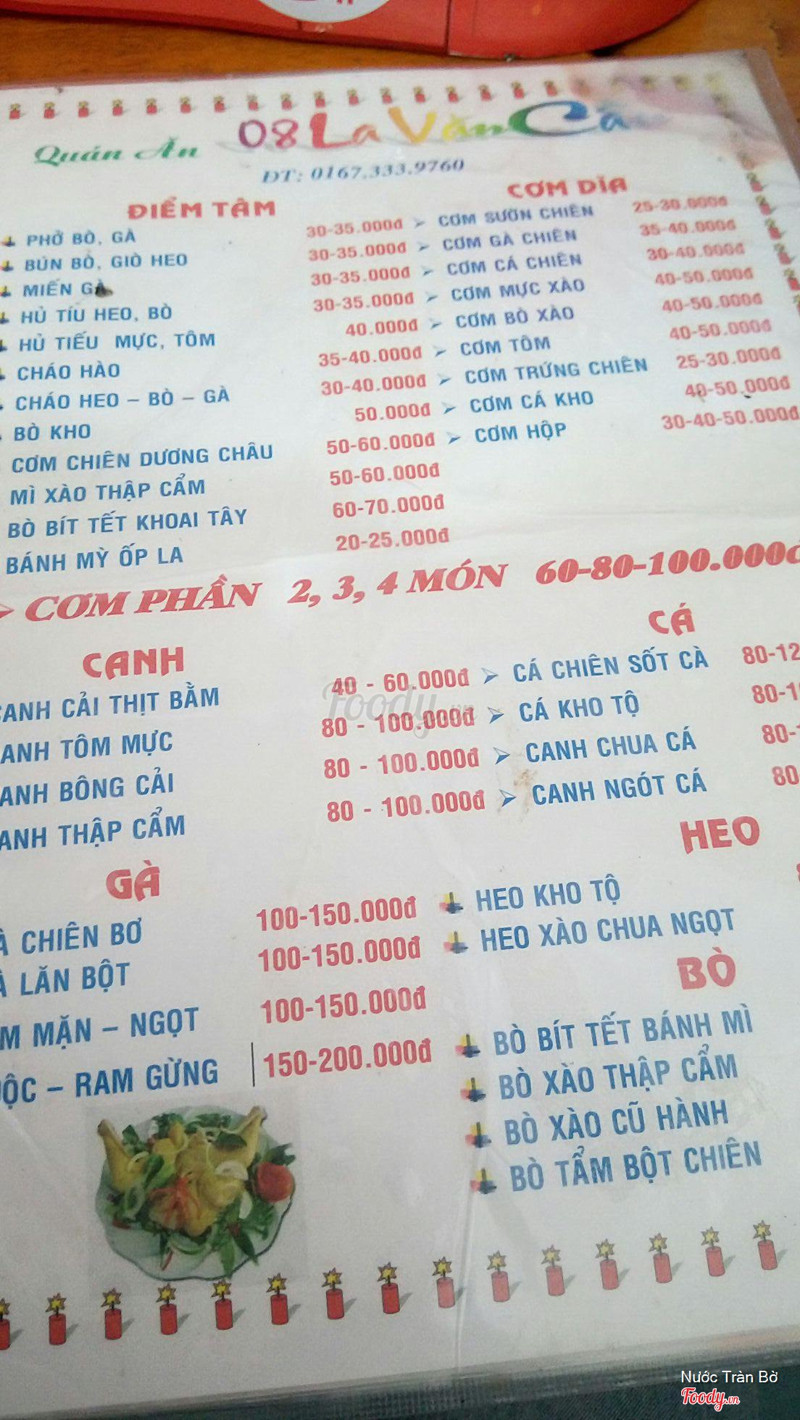 Quán Ăn 08 La Văn Cầ
ĐT: 0167.333.9760
ĐIỂM TÂM
PHỞ BÒ, GÀ 30-35.000đ
BÚN BÒ, GIÒ HEO 30-35.000đ
MIẾN GÀ 30-35.000đ
HỦ TÍU HEO, BÒ 30-35.000đ
HỦ TIẾU MỰC, TÔM 40.000đ
CHÁO HÀO 35-40.000đ
CHÁO HEO – BÒ – GÀ 30-40.000đ
BÒ KHO 50.000đ
CƠM CHIÊN DƯƠNG CHÂU 50-60.000đ
MÌ XÀO THẬP CẨM 50-60.000đ
BÒ BÍT TẾT KHOAI TÂY 60-70.000đ
BÁNH MỲ ỐP LA 20-25.000đ
CƠM DĨA
CƠM SƯỜN CHIÊN 25-30.000đ
CƠM GÀ CHIÊN 35-40.000đ
CƠM CÁ CHIÊN 30-40.000đ
CƠM MỰC XÀO 40-50.000đ
CƠM BÒ XÀO 40-50.000đ
CƠM TÔM 40-50.000đ
CƠM TRỨNG CHIÊN 25-30.000đ
CƠM CÁ KHO 40-50.000đ
CƠM HỘP 30-40-50.000đ
CƠM PHẦN 2, 3, 4 MÓN 60-80-100.000đ
CANH
ANH CẢI THỊT BẰM 40 - 60.000đ
ANH TÔM MỰC 80 - 100.000đ
ANH BÔNG CẢI 80 - 100.000đ
ANH THẬP CẨM 80 - 100.000đ
CÁ
CÁ CHIÊN SỐT CÀ 80-12
CÁ KHO TỘ 80-1
CANH CHUA CÁ 80-
CANH NGÓT CÁ 80
GÀ
À CHIÊN BƠ 100-150.000đ
À LĂN BỘT 100-150.000đ
M MẶN – NGỌT 100-150.000đ
ỘC – RAM GỪNG 150-200.000đ
HEO
HEO KHO TỘ
HEO XÀO CHUA NGỌT
BÒ
BÒ BÍT TẾT BÁNH MÌ
BÒ XÀO THẬP CẨM
BÒ XÀO CŨ HÀNH
BÒ TẨM BỘT CHIÊN
Foody.vn
Nước Tràn Bờ
Foody.vn